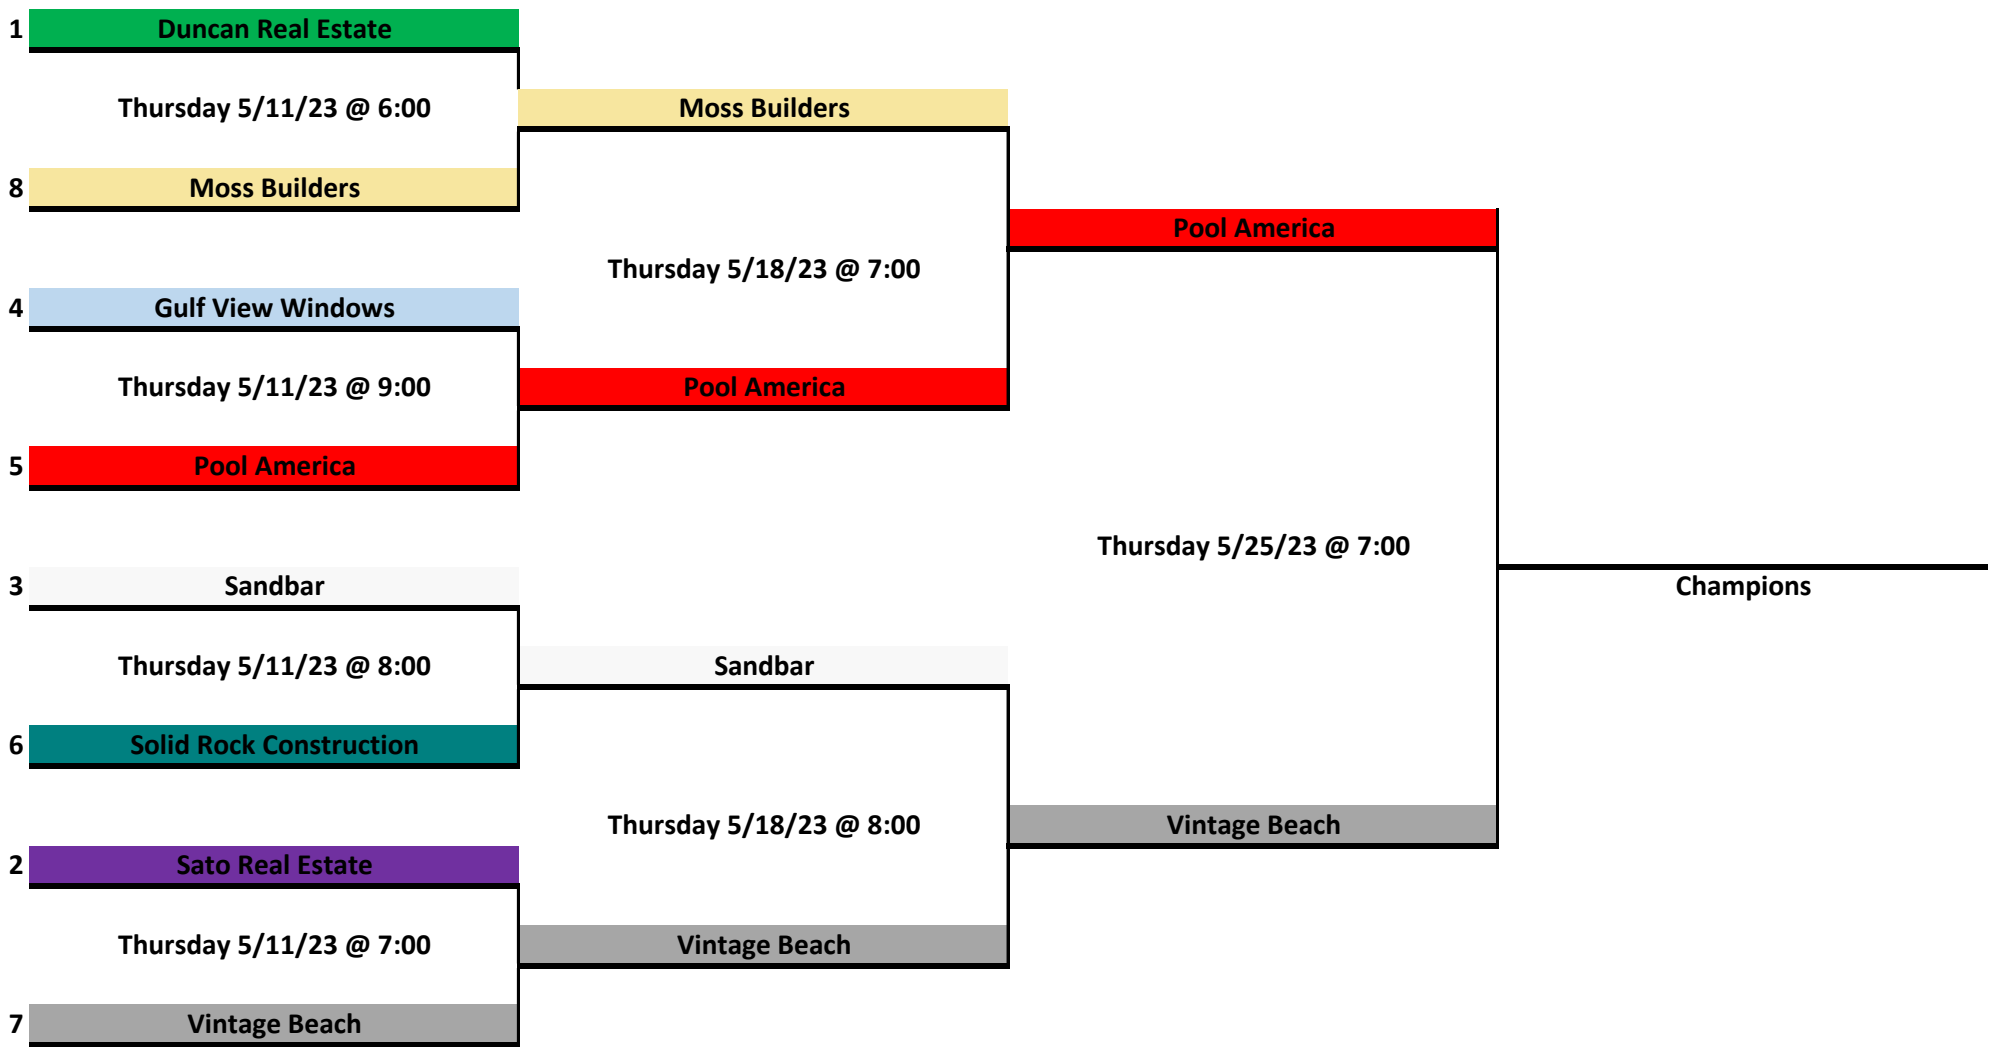 1 Duncan Real Estate
Thursday 5/11/23 @ 6:00
Moss Builders
8 Moss Builders
Pool America
Thursday 5/18/23 @ 7:00
4 Gulf View Windows
Thursday 5/11/23 @ 9:00
Pool America
5 Pool America
Thursday 5/25/23 @ 7:00
3 Sandbar
Champions
Thursday 5/11/23 @ 8:00
Sandbar
6 Solid Rock Construction
Thursday 5/18/23 @ 8:00
Vintage Beach
2 Sato Real Estate
Thursday 5/11/23 @ 7:00
Vintage Beach
7 Vintage Beach